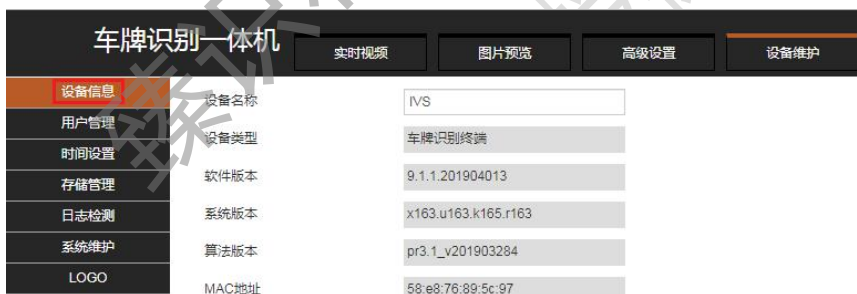 车牌识别一体机
实时视频 图片预览 高级设置 设备维护
设备信息
用户管理
时间设置
存储管理
日志检测
系统维护
LOGO
设备名称 IVS
设备类型 车牌识别终端
软件版本 9.1.1.201904013
系统版本 x163.u163.k165.r163
算法版本 pr3.1_v201903284
MAC地址 58:e8:76:89:5c:97
臻识